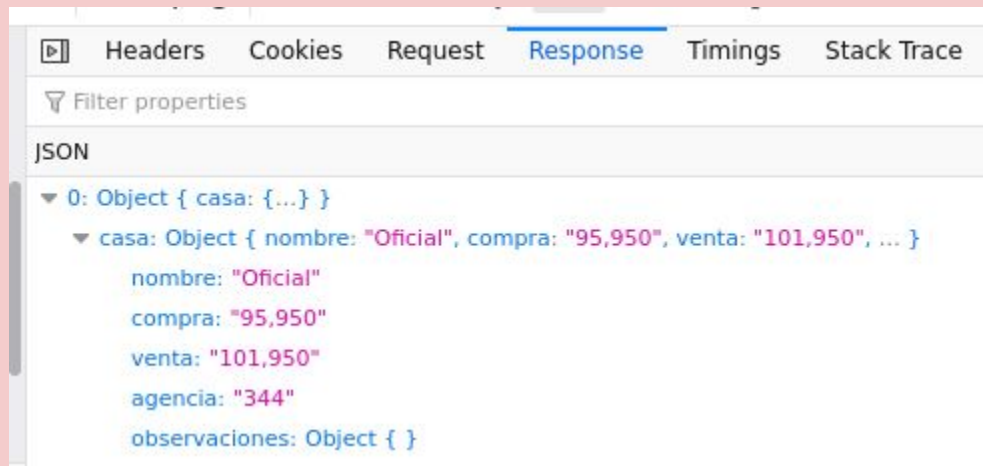 Headers Cookies Request Response Timings Stack Trace
Filter properties
JSON
0: Object { casa: {…} }
casa: Object { nombre: "Oficial", compra: "95,950", venta: "101,950", … }
nombre: "Oficial"
compra: "95,950"
venta: "101,950"
agencia: "344"
observaciones: Object { }